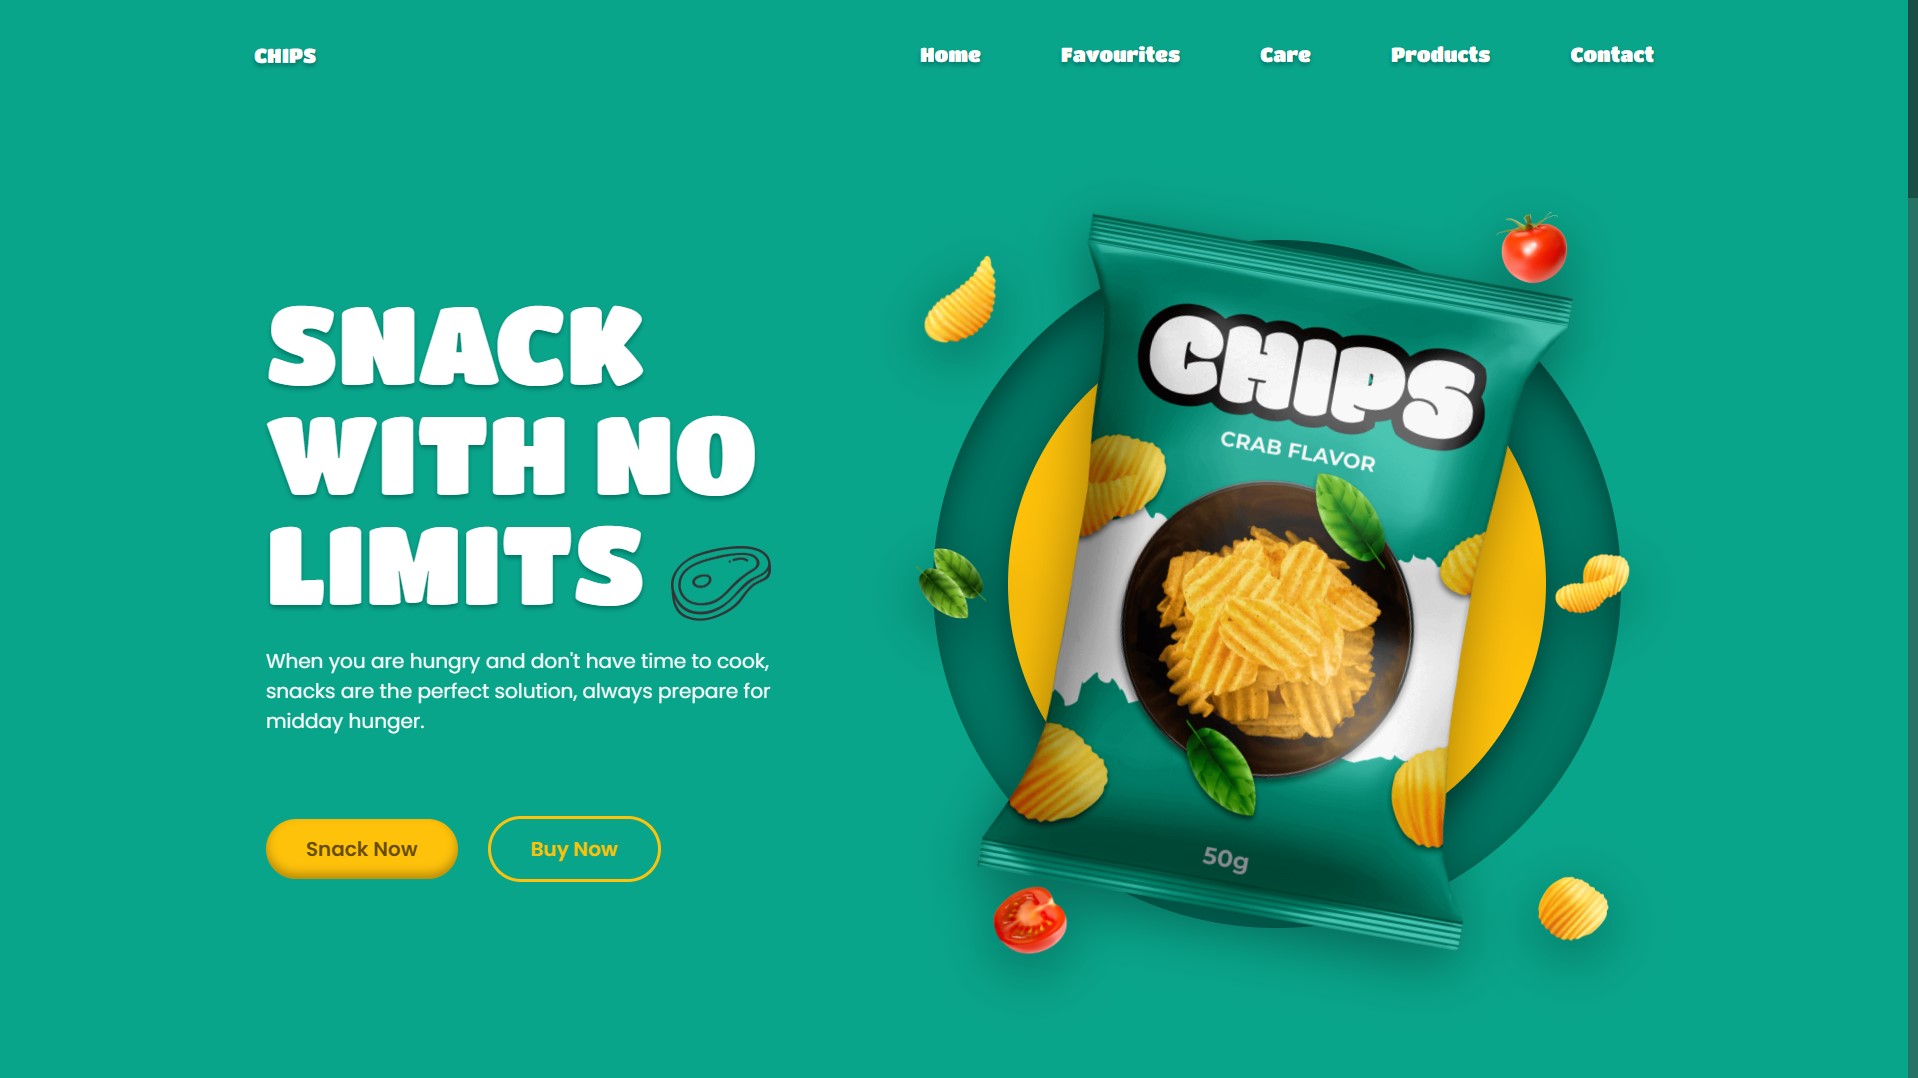 CHIPS
Home
Favourites
Care
Products
Contact
SNACK
WITH NO
LIMITS
When you are hungry and don't have time to cook,
snacks are the perfect solution, always prepare for
midday hunger.
Snack Now
Buy Now
CHIPS
CRAB FLAVOR
50g